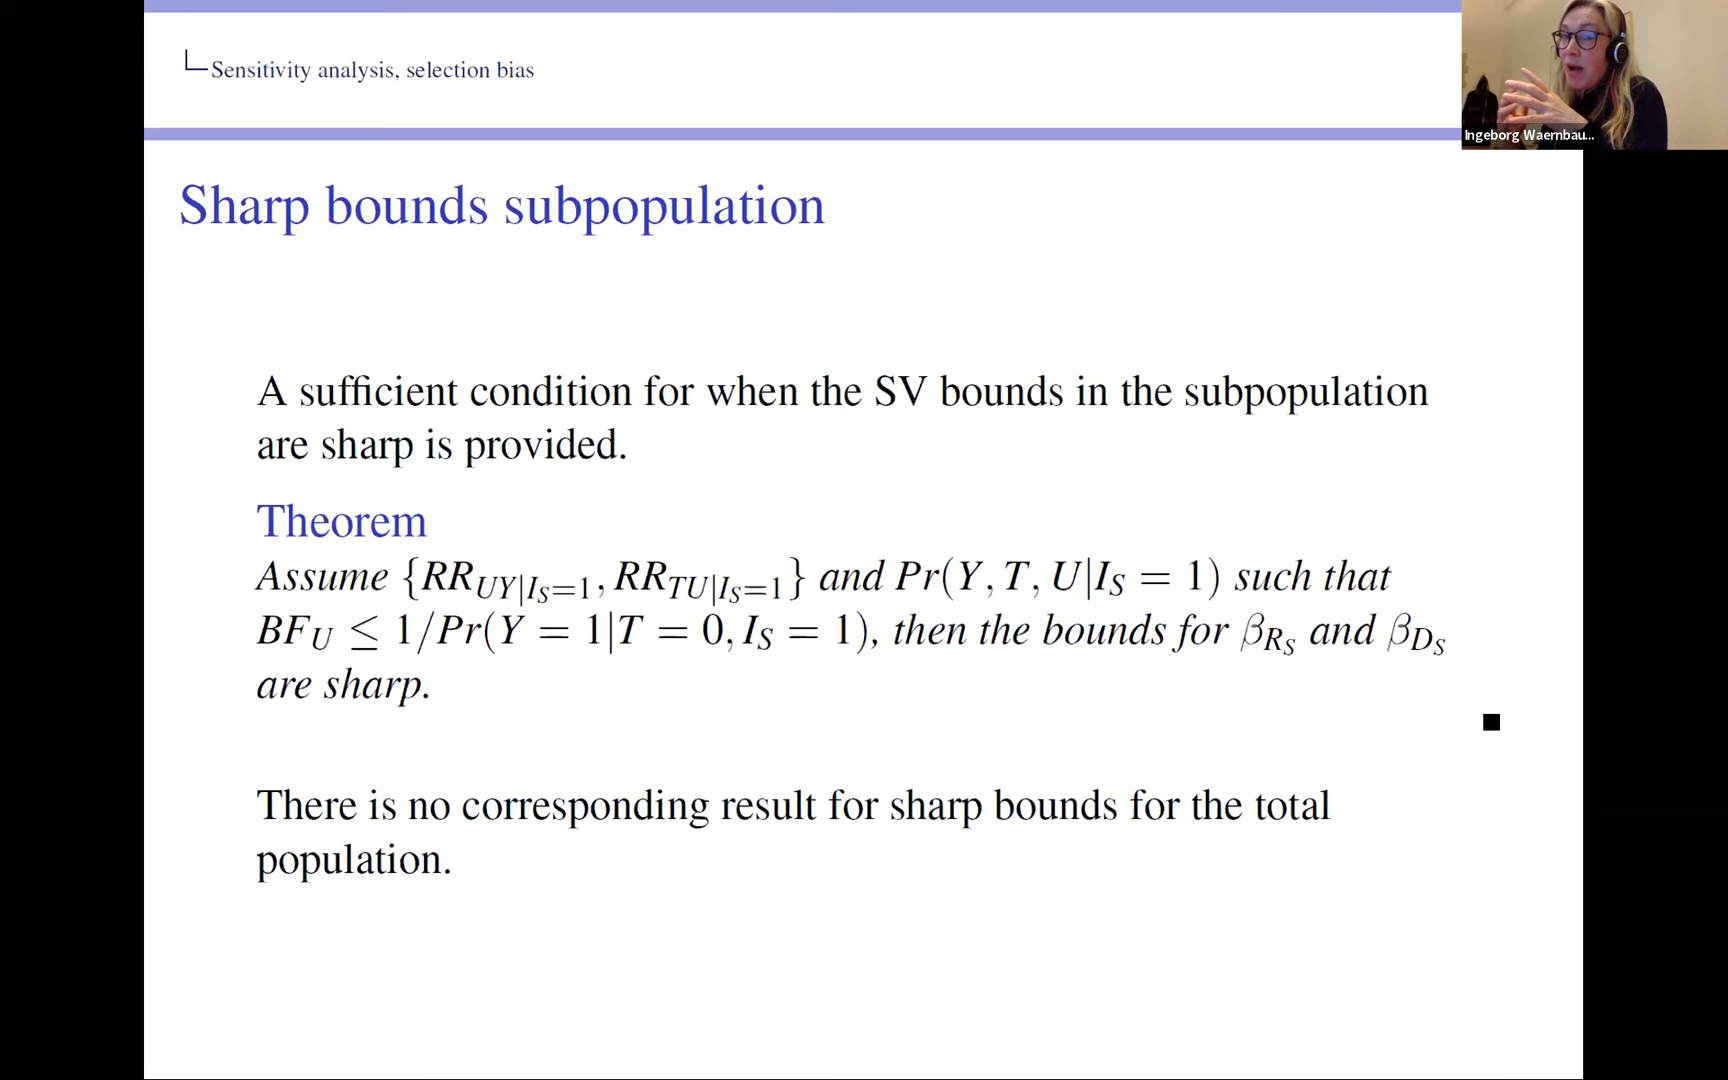 Sensitivity analysis, selection bias
Ingeborg Waernbau...
Sharp bounds subpopulation
A sufficient condition for when the SV bounds in the subpopulation
are sharp is provided.
Theorem
Assume {RR_{UY|I_S=1}, RR_{TU|I_S=1}} and Pr(Y, T, U|I_S = 1) such that
BF_U ≤ 1/Pr(Y = 1|T = 0, I_S = 1), then the bounds for β_{R_S} and β_{D_S}
are sharp.
There is no corresponding result for sharp bounds for the total
population.